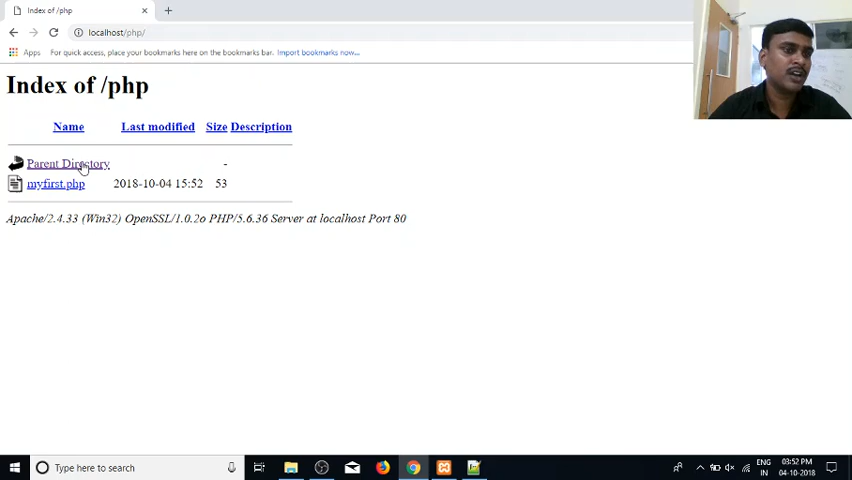 Index of /php
localhost/php/
Apps For quick access, place your bookmarks here on the bookmarks bar. Import bookmarks now...
Index of /php
Name Last modified Size Description
Parent Directory -
myfirst.php 2018-10-04 15:52 53
Apache/2.4.33 (Win32) OpenSSL/1.0.2o PHP/5.6.36 Server at localhost Port 80
Type here to search
ENG 03:52 PM
IN 04-10-2018